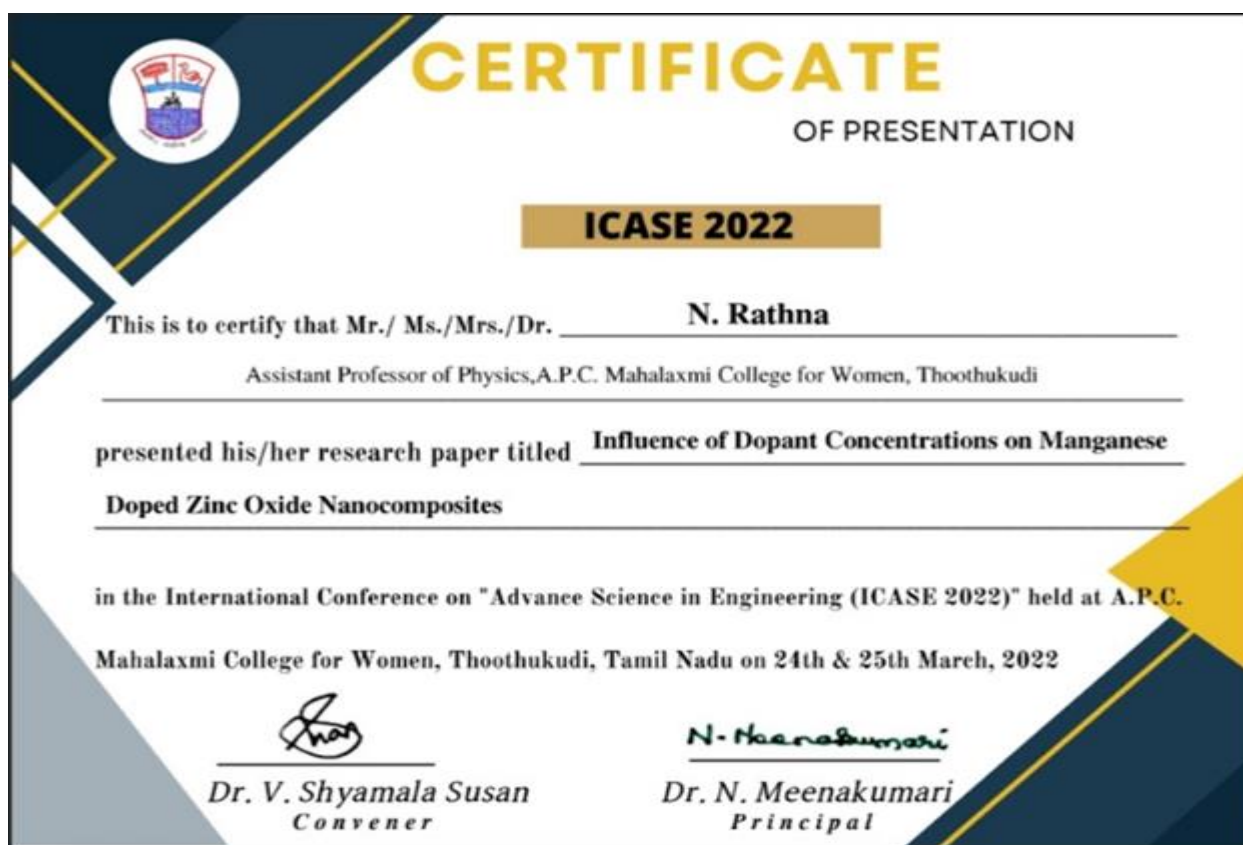 CERTIFICATE
OF PRESENTATION
ICASE 2022
This is to certify that Mr./ Ms./Mrs./Dr. N. Rathna
Assistant Professor of Physics,A.P.C. Mahalaxmi College for Women, Thoothukudi
presented his/her research paper titled Influence of Dopant Concentrations on Manganese
Doped Zinc Oxide Nanocomposites
in the International Conference on "Advance Science in Engineering (ICASE 2022)" held at A.P.C.
Mahalaxmi College for Women, Thoothukudi, Tamil Nadu on 24th & 25th March, 2022
N. Meenakumari
Dr. V. Shyamala Susan
Convener
Dr. N. Meenakumari
Principal